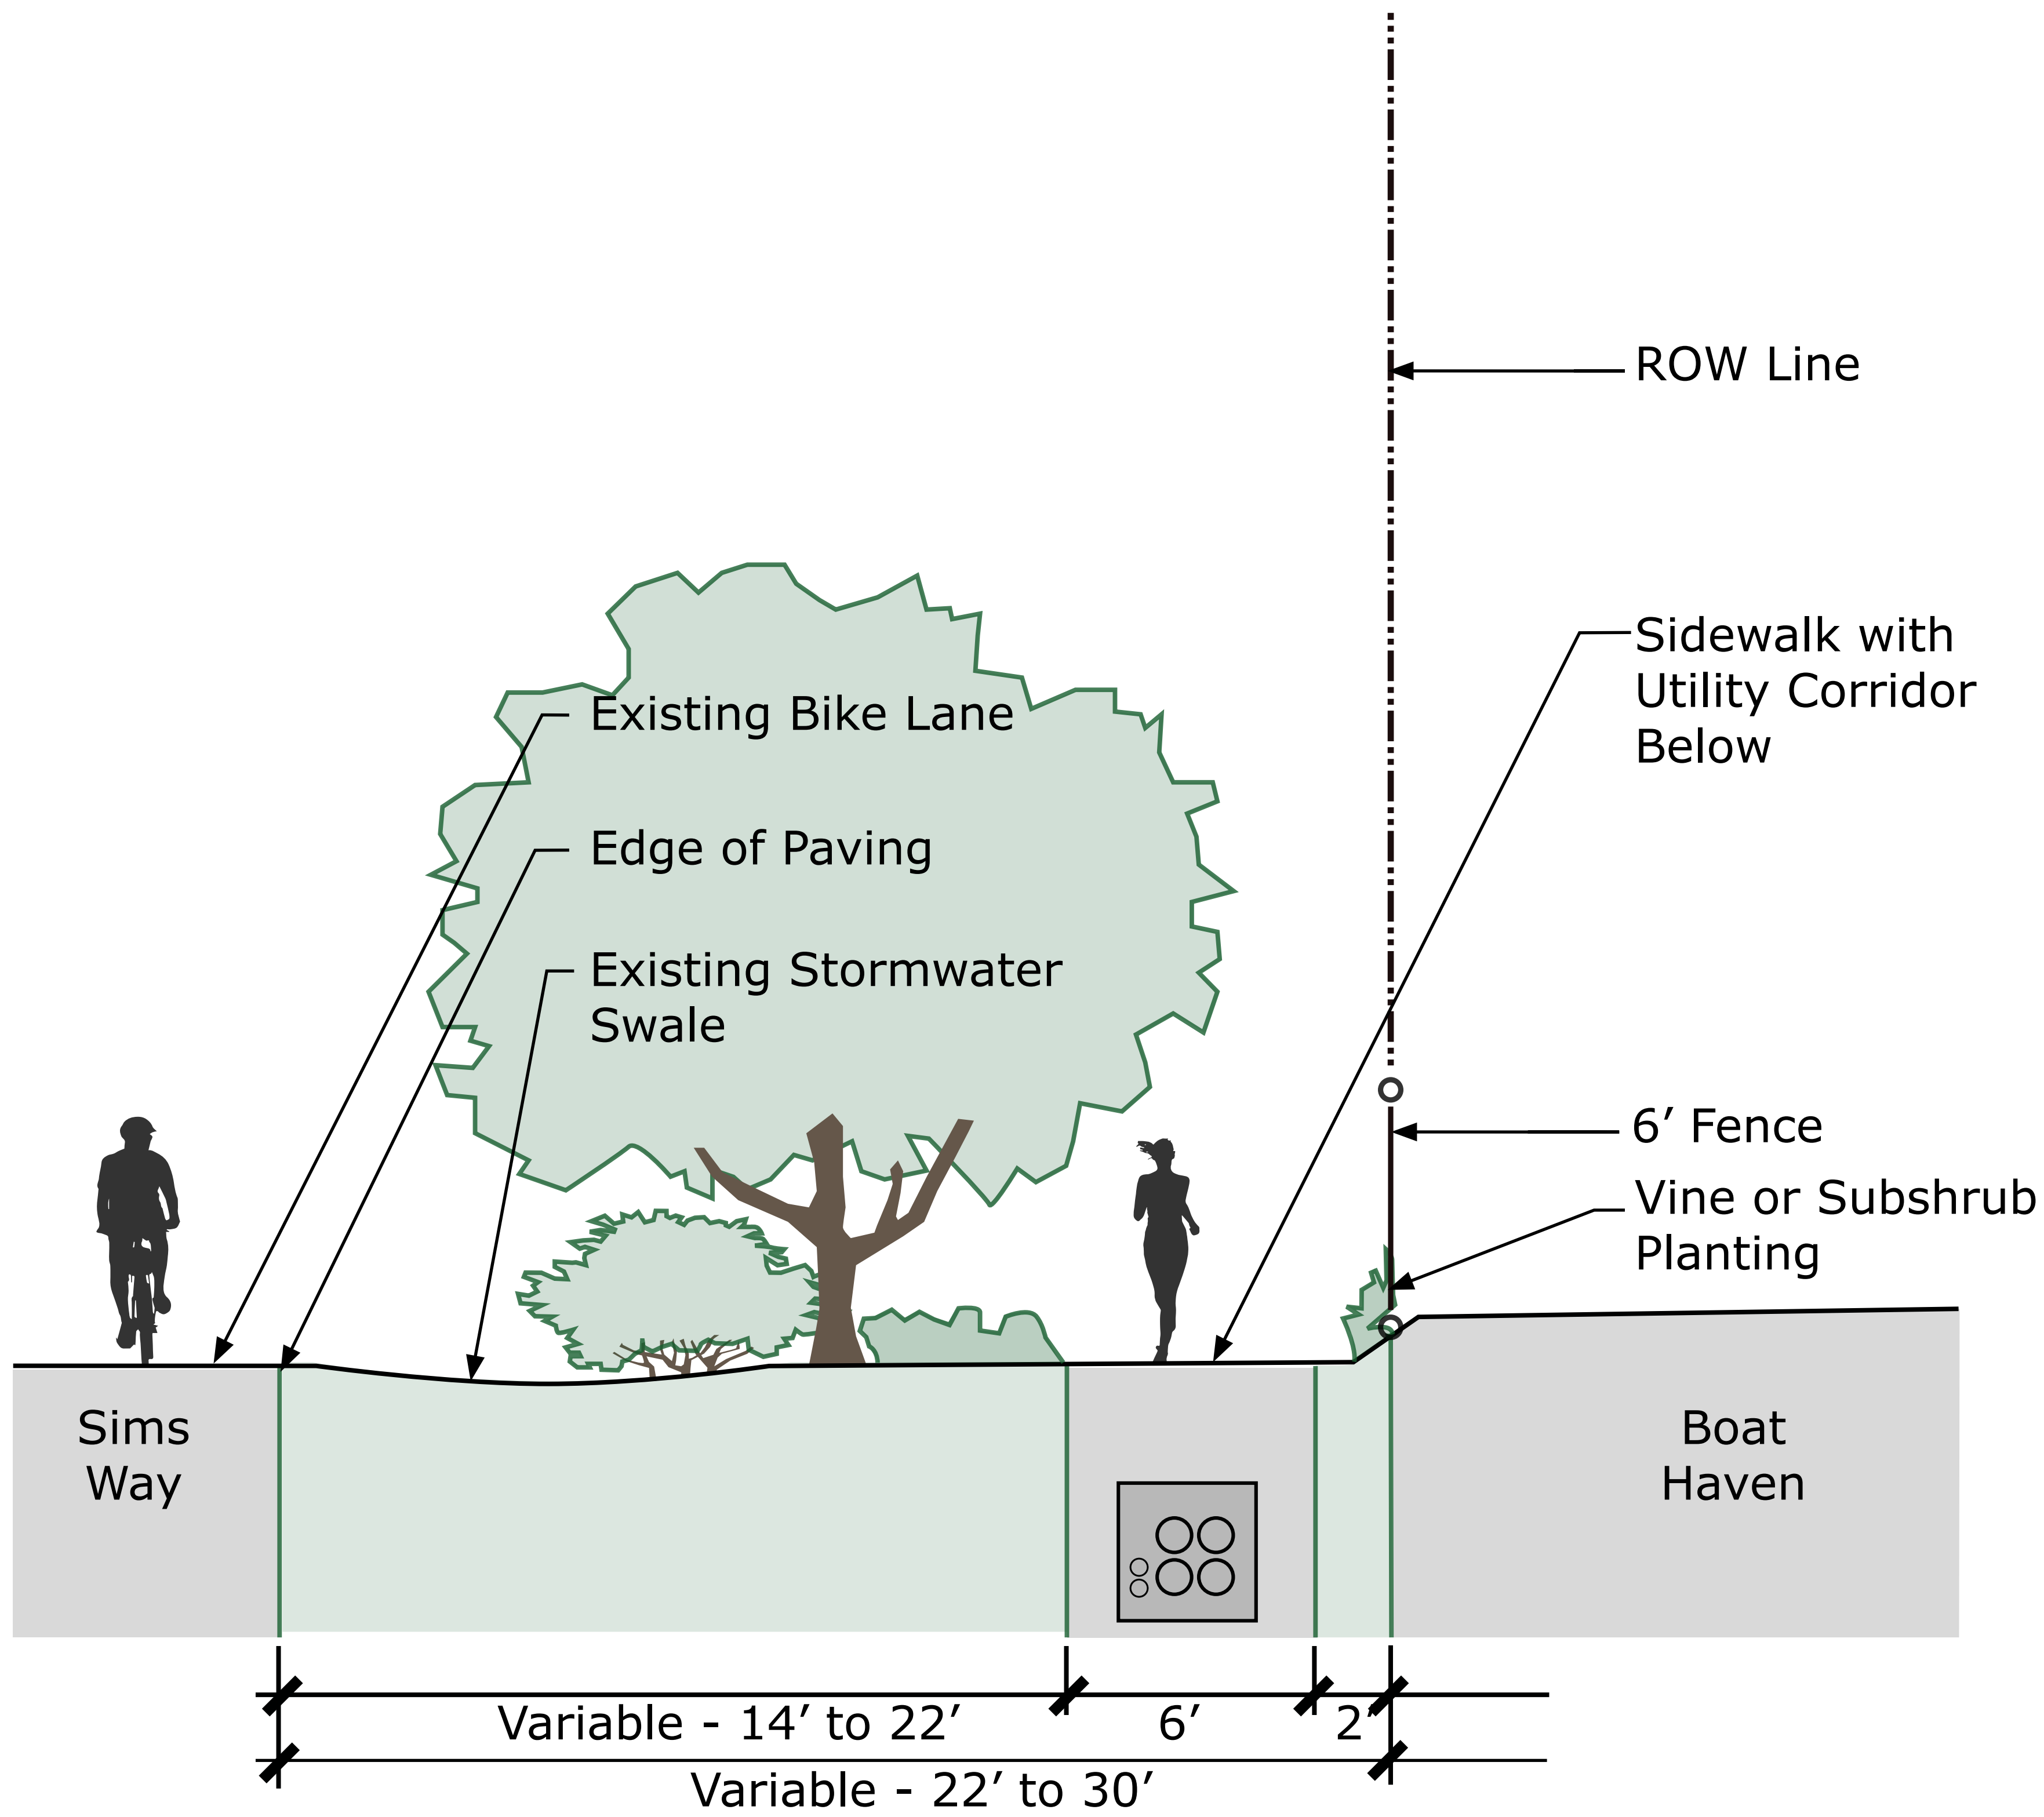 ROW Line
Sidewalk with
Utility Corridor
Below
Existing Bike Lane
Edge of Paving
Existing Stormwater
Swale
6′ Fence
Vine or Subshrub
Planting
Sims
Way
Boat
Haven
Variable - 14′ to 22′
6′
2′
Variable - 22′ to 30′